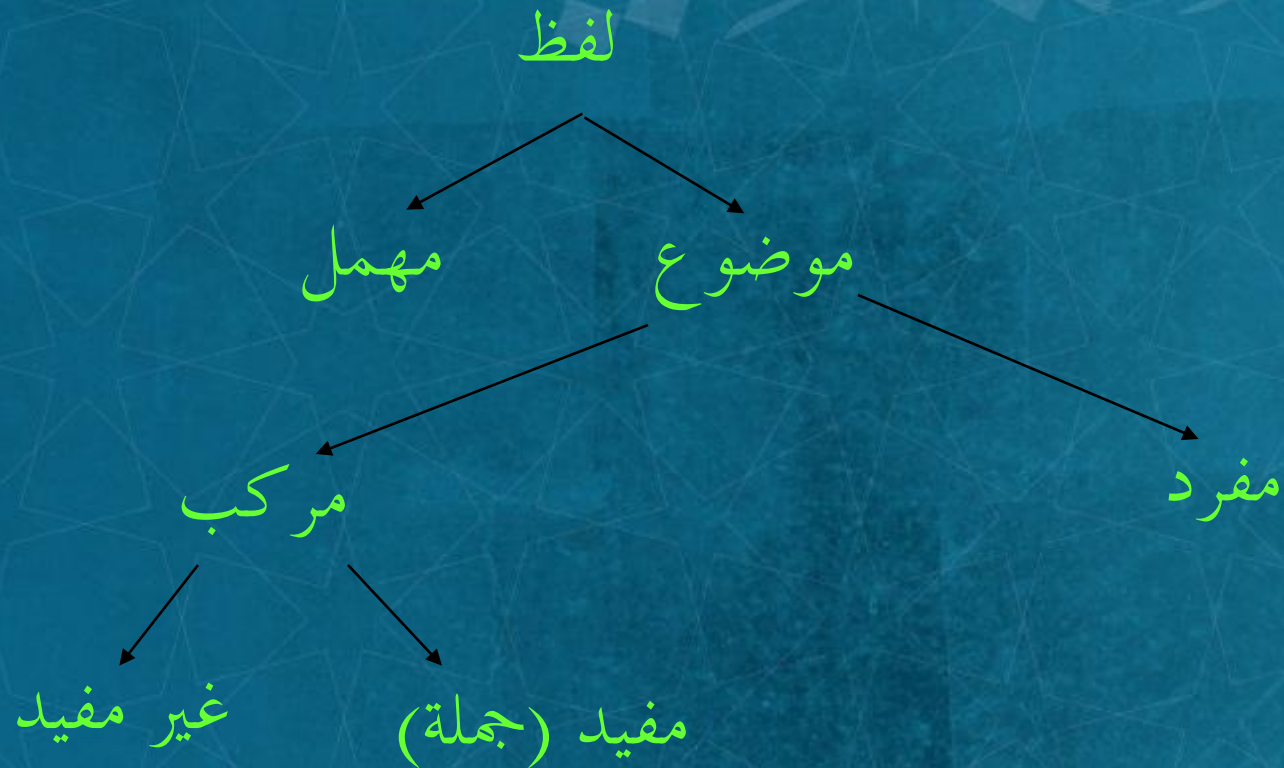 لفظ
موضوع مهمل
مفرد مركب
مفيد (جملة) غير مفيد